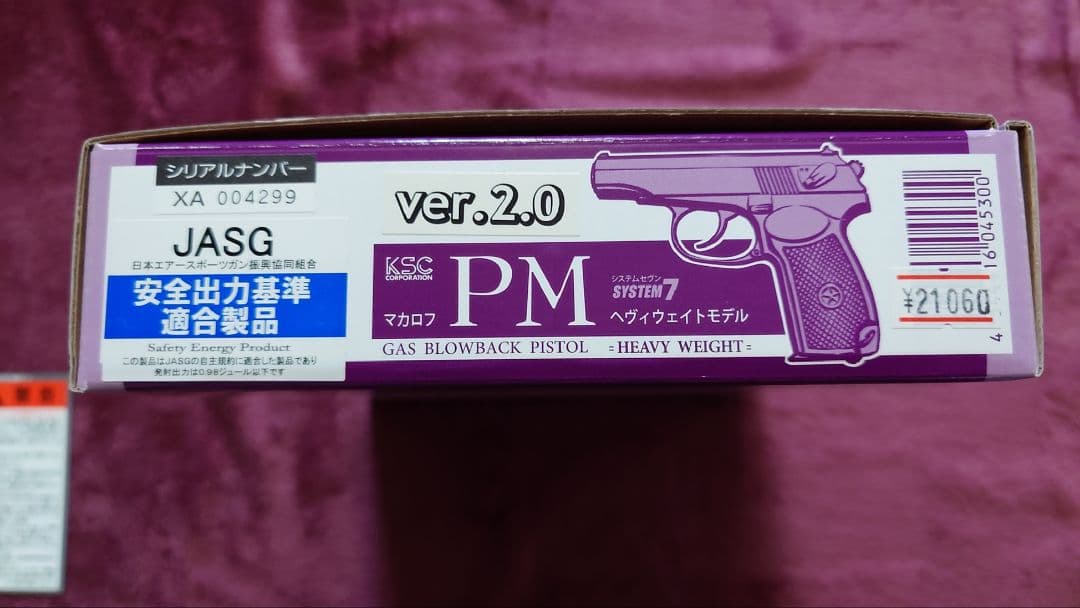 シリアルナンバー
XA 004299
JASG
日本エアースポーツガン振興協同組合
安全出力基準
適合製品
Safety Energy Product
この製品はJASGの自主規約に適合した製品であり
発射出力は0.98ジュール以下です
ver.2.0
KSC
CORPORATION
マカロフ
PM
システムセヴン
SYSTEM7
ヘヴィウェイトモデル
GAS BLOWBACK PISTOL =HEAVY WEIGHT=
¥21060
4
16045300